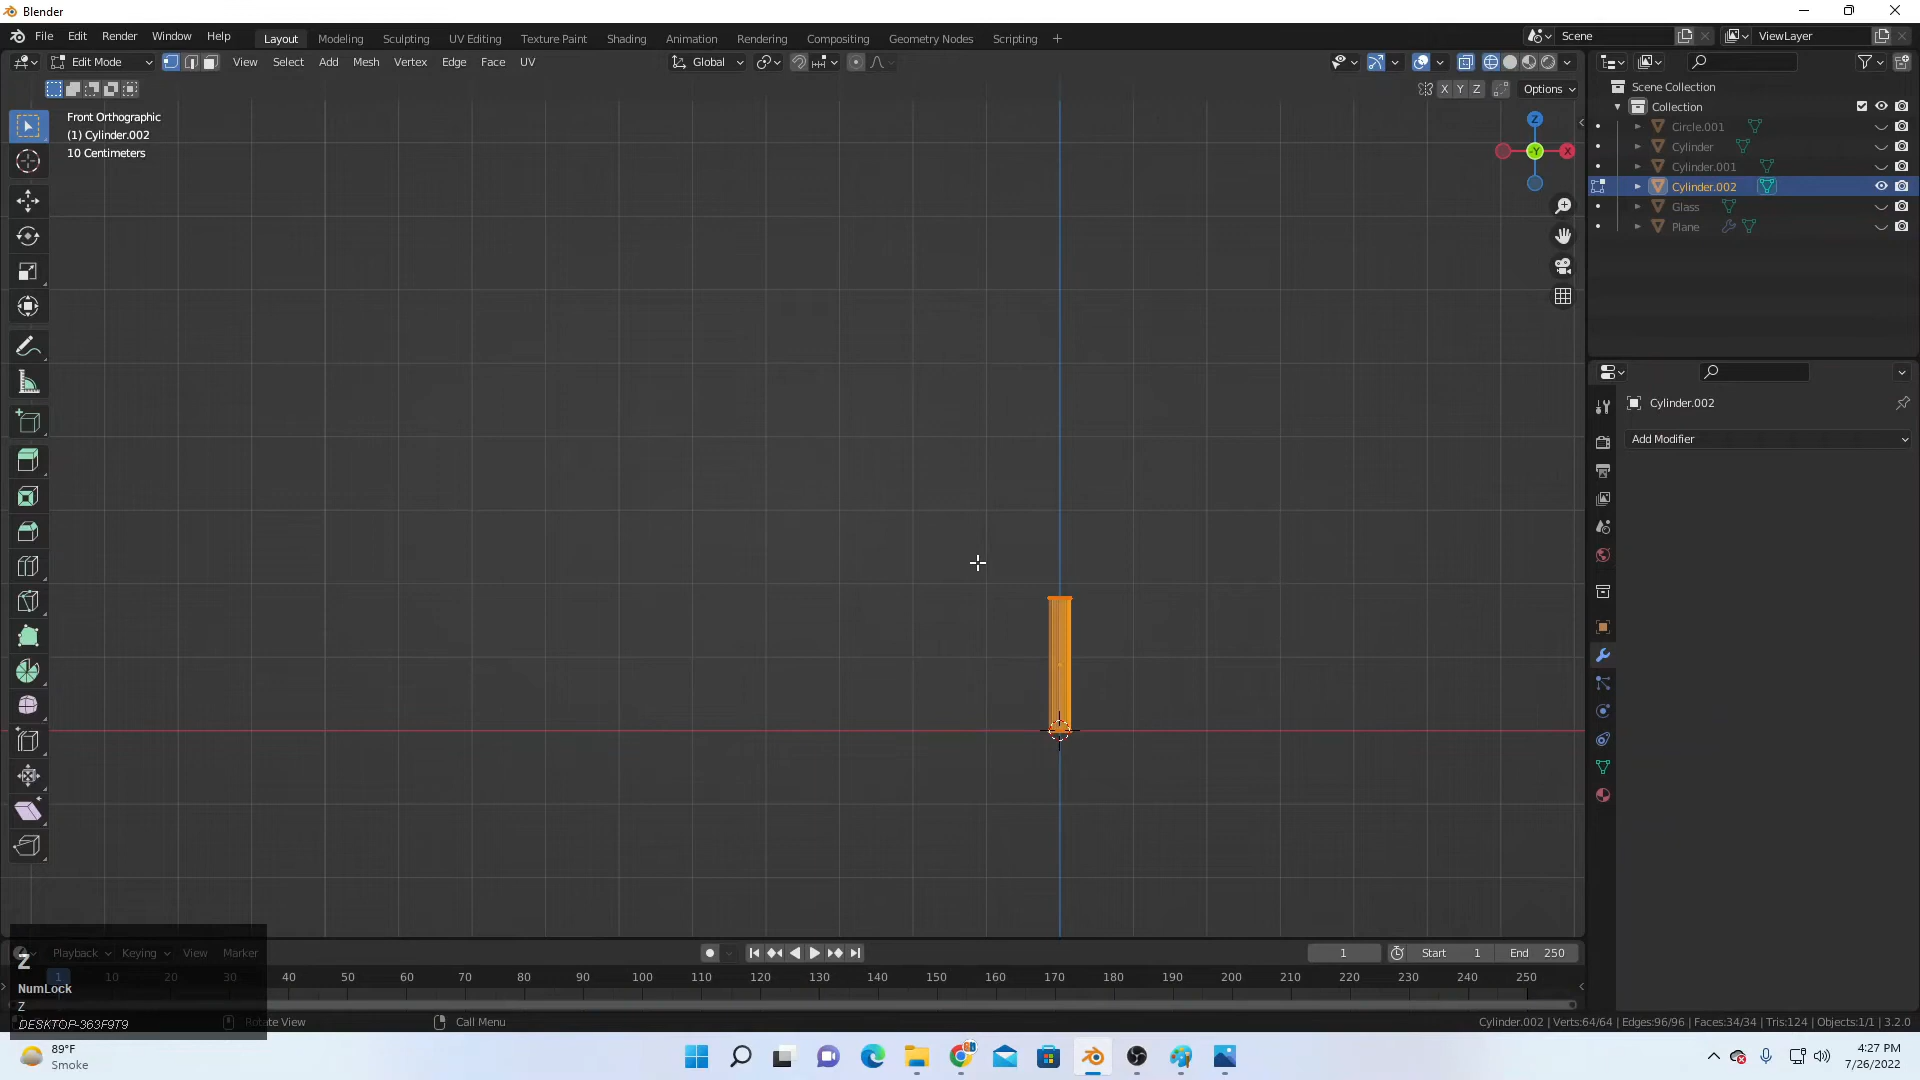 Blender
File Edit Render Window Help
Layout Modeling Sculpting UV Editing Texture Paint Shading Animation Rendering Compositing Geometry Nodes Scripting +
Scene
ViewLayer
Edit Mode View Select Add Mesh Vertex Edge Face UV
Global
X Y Z Options
Front Orthographic
(1) Cylinder.002
10 Centimeters
Z
-Y
X
Scene Collection
Collection
Circle.001
Cylinder
Cylinder.001
Cylinder.002
Glass
Plane
Cylinder.002
Add Modifier
Playback Keying View Marker
1 Start 1 End 250
1 10 20 30 40 50 60 70 80 90 100 110 120 130 140 150 160 170 180 190 200 210 220 230 240 250
Z
NumLock
Z
DESKTOP-363F9T9
Rotate View
Call Menu
Cylinder.002 | Verts:64/64 | Edges:96/96 | Faces:34/34 | Tris:124 | Objects:1/1 | 3.2.0
89°F
Smoke
4:27 PM
7/26/2022